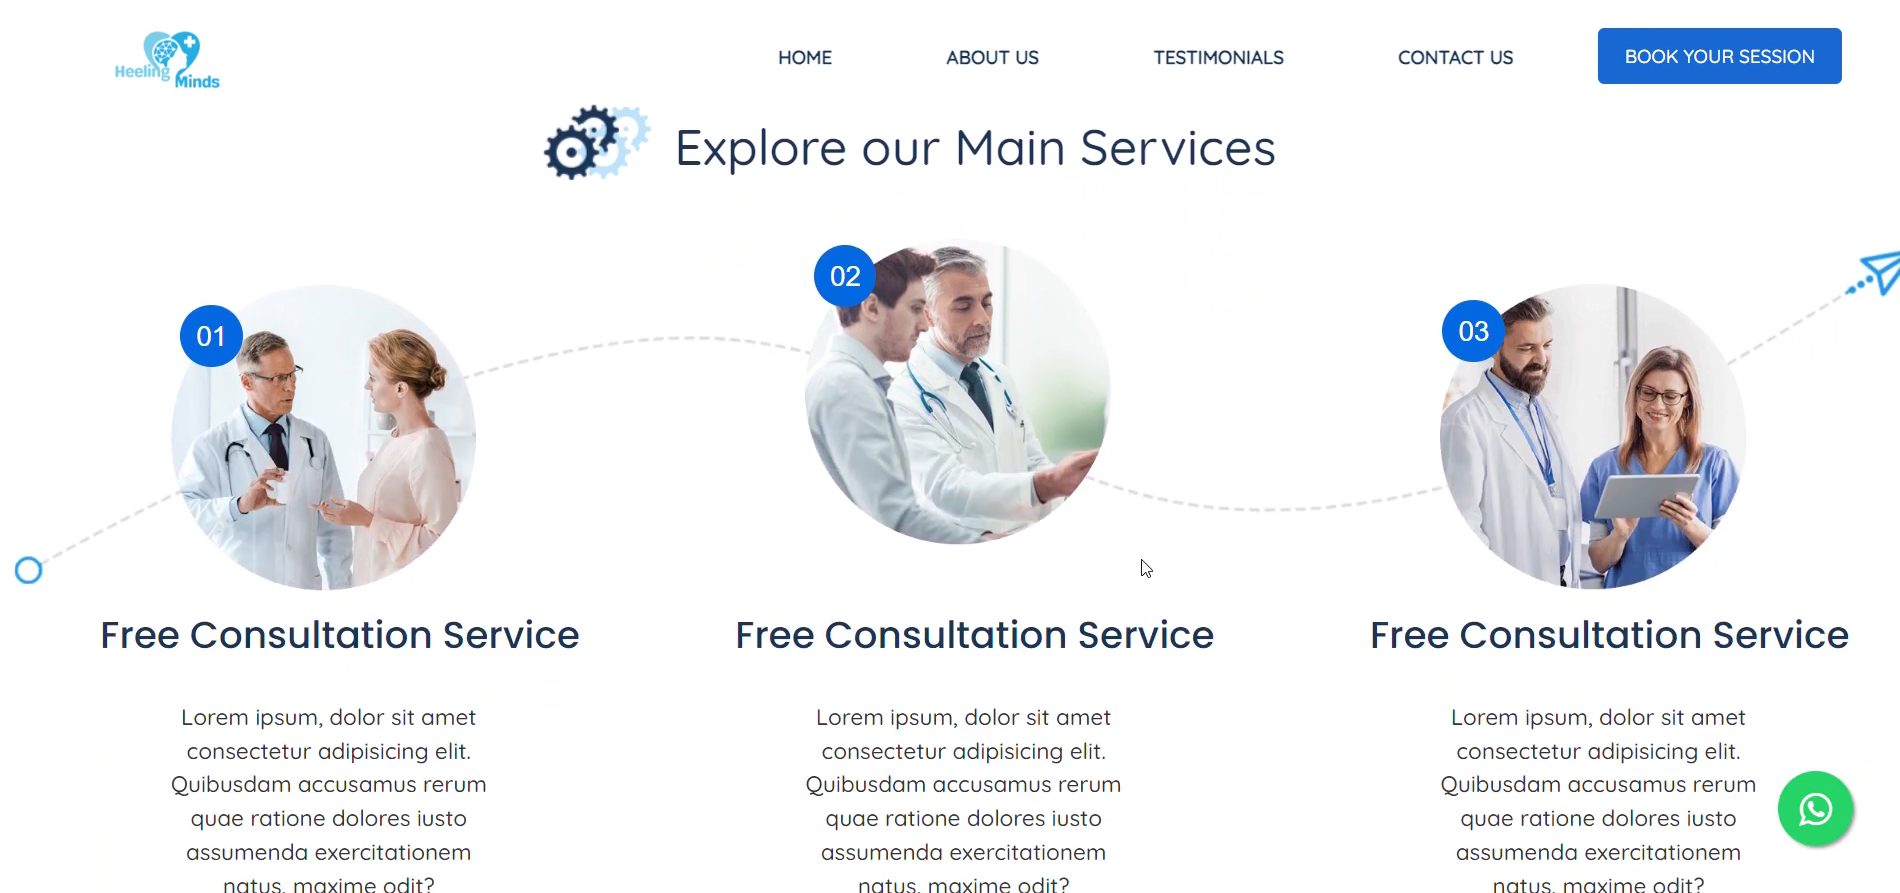 Heeling Minds
HOME
ABOUT US
TESTIMONIALS
CONTACT US
BOOK YOUR SESSION
Explore our Main Services
01
02
03
Free Consultation Service
Lorem ipsum, dolor sit amet
consectetur adipisicing elit.
Quibusdam accusamus rerum
quae ratione dolores iusto
assumenda exercitationem
natus, maxime odit?
Free Consultation Service
Lorem ipsum, dolor sit amet
consectetur adipisicing elit.
Quibusdam accusamus rerum
quae ratione dolores iusto
assumenda exercitationem
natus, maxime odit?
Free Consultation Service
Lorem ipsum, dolor sit amet
consectetur adipisicing elit.
Quibusdam accusamus rerum
quae ratione dolores iusto
assumenda exercitationem
natus, maxime odit?